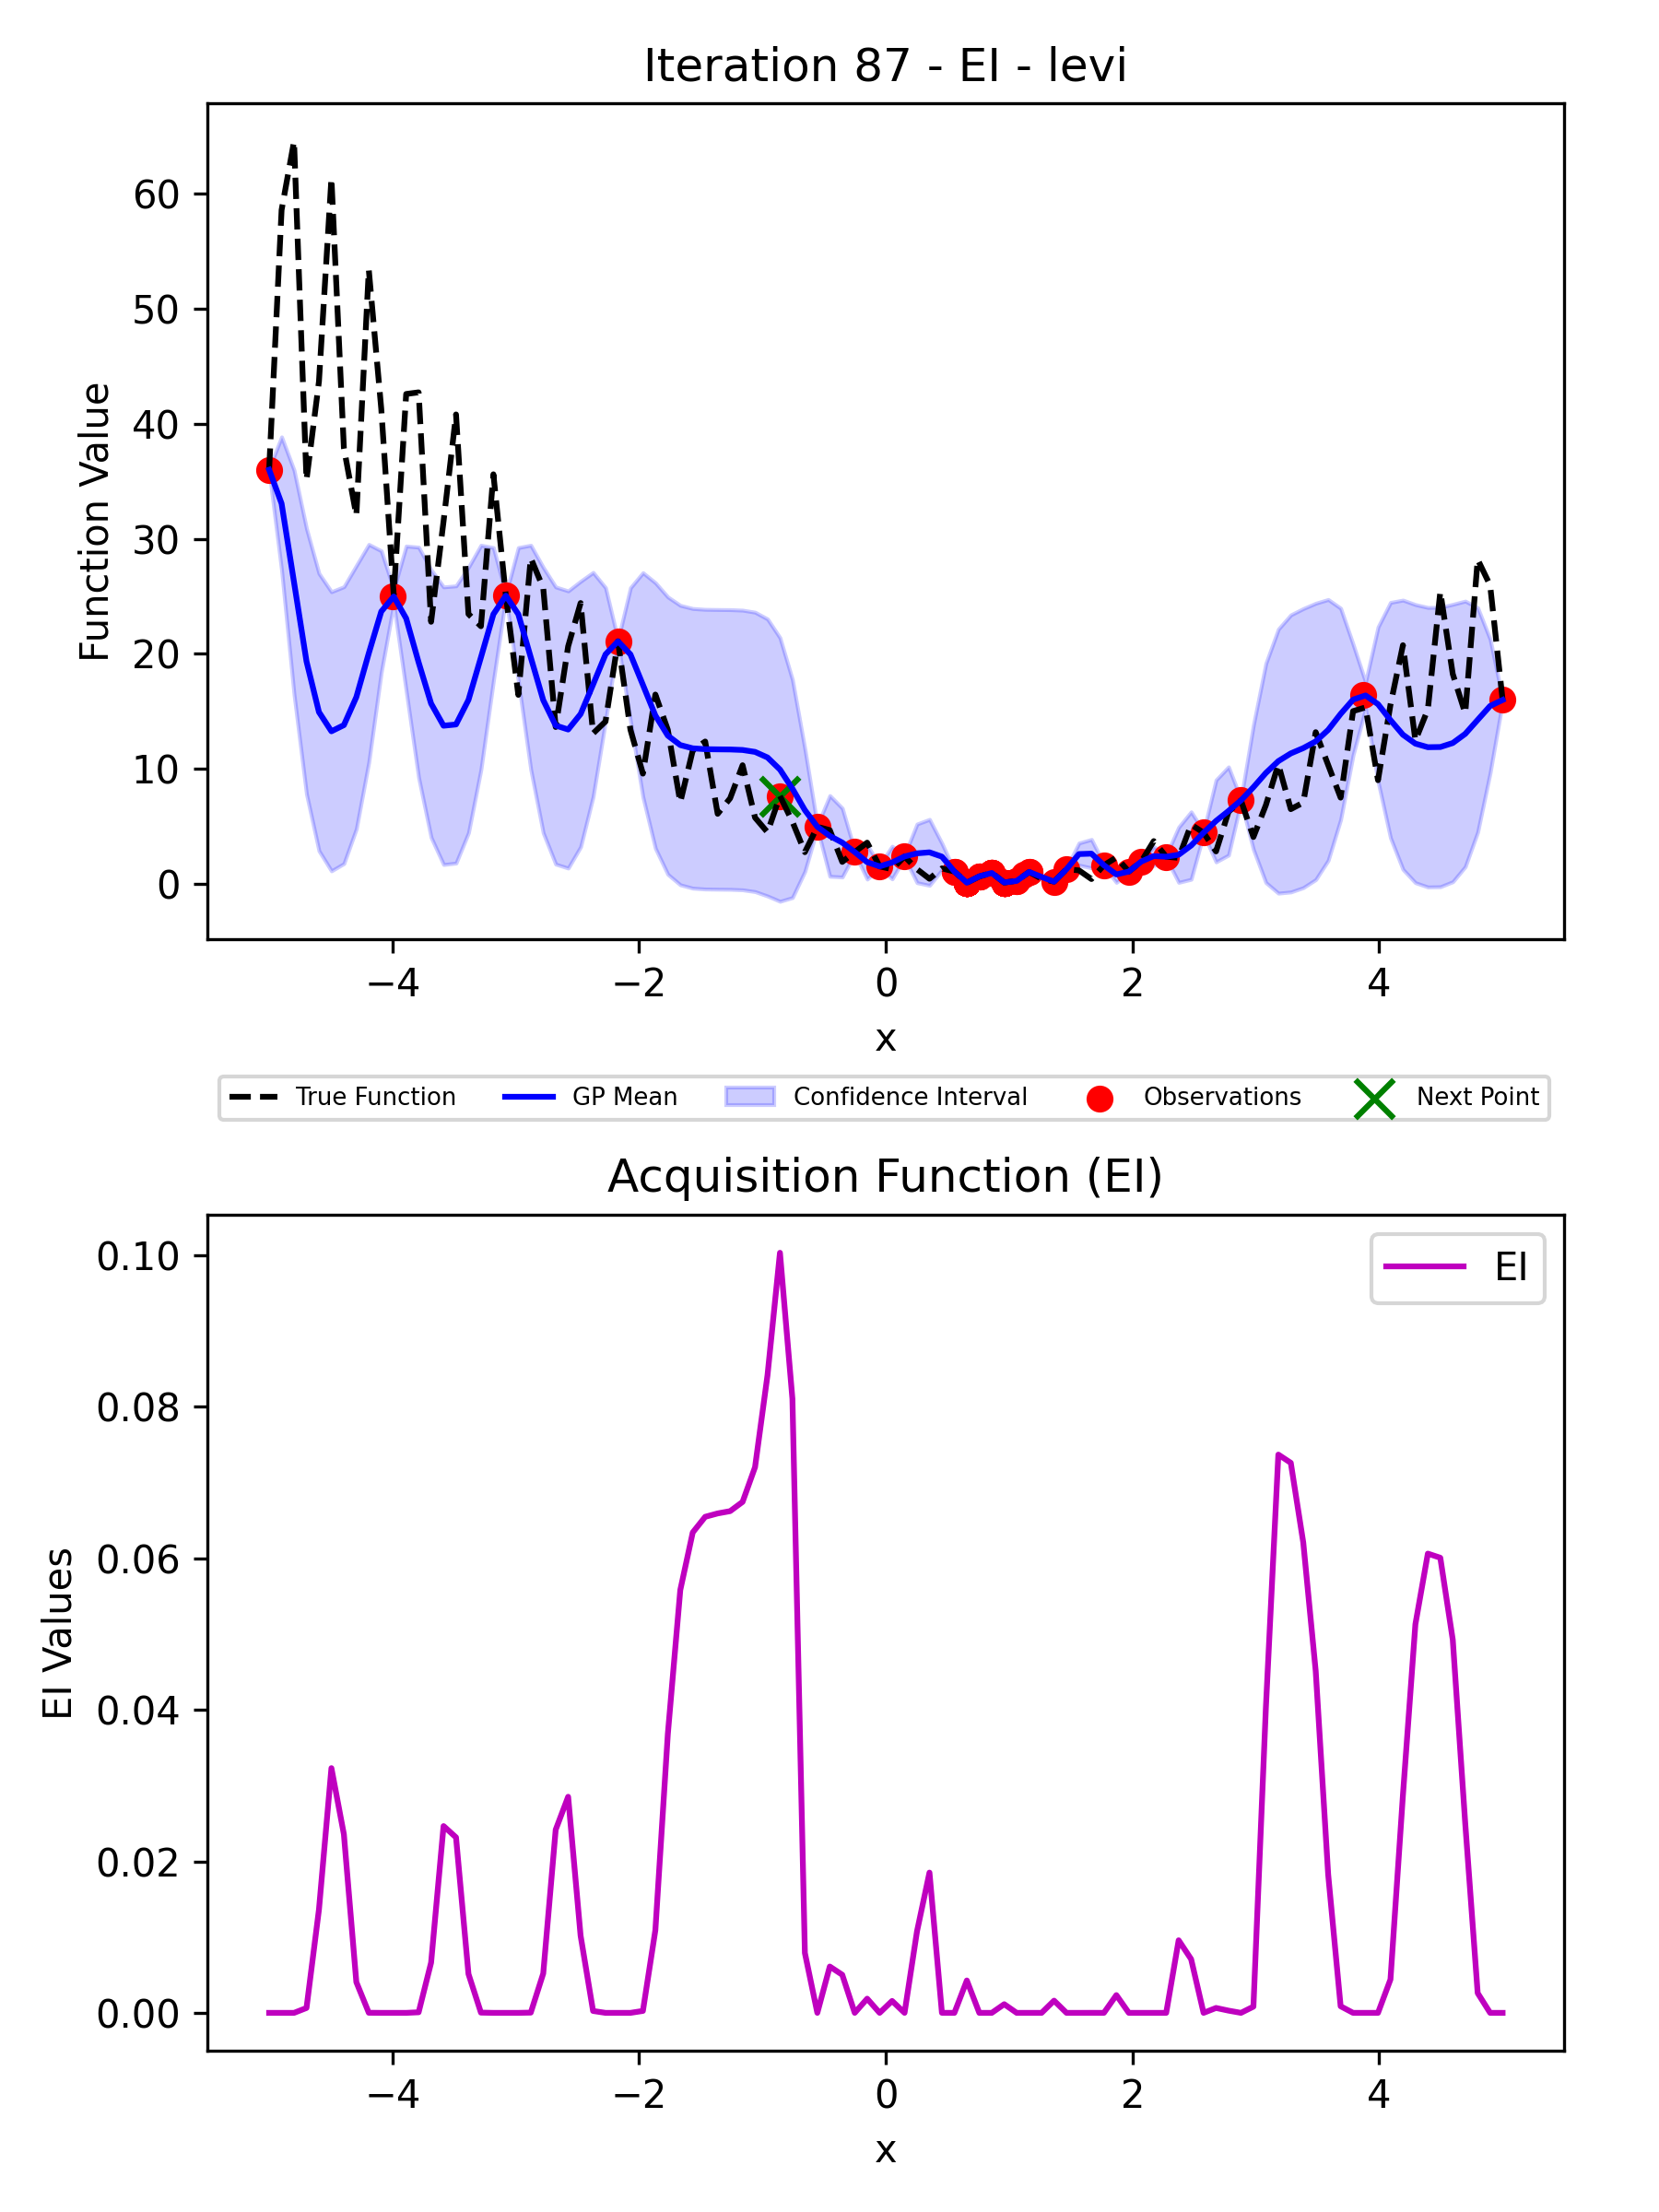 Iteration 87 - EI - levi
Function Value
60
50
40
30
20
10
0
−4 −2 0 2 4
x
True Function GP Mean Confidence Interval Observations Next Point
Acquisition Function (EI)
EI Values
0.10
0.08
0.06
0.04
0.02
0.00
EI
−4 −2 0 2 4
x